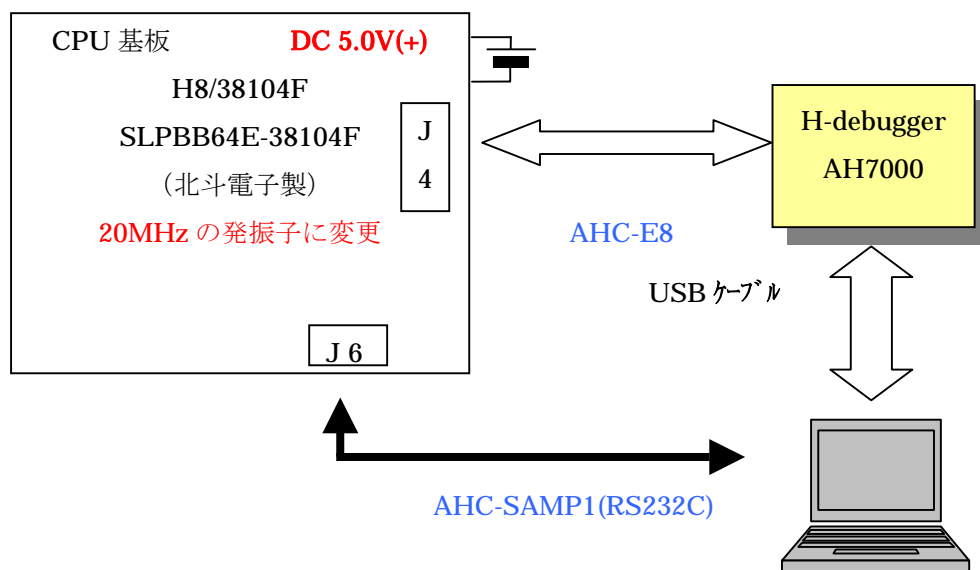 CPU 基板 DC 5.0V(+)
H8/38104F
SLPBB64E-38104F
（北斗電子製）
20MHz の発振子に変更
J
4
J 6
H-debugger
AH7000
AHC-E8
USB ｹｰﾌﾞﾙ
AHC-SAMP1(RS232C)